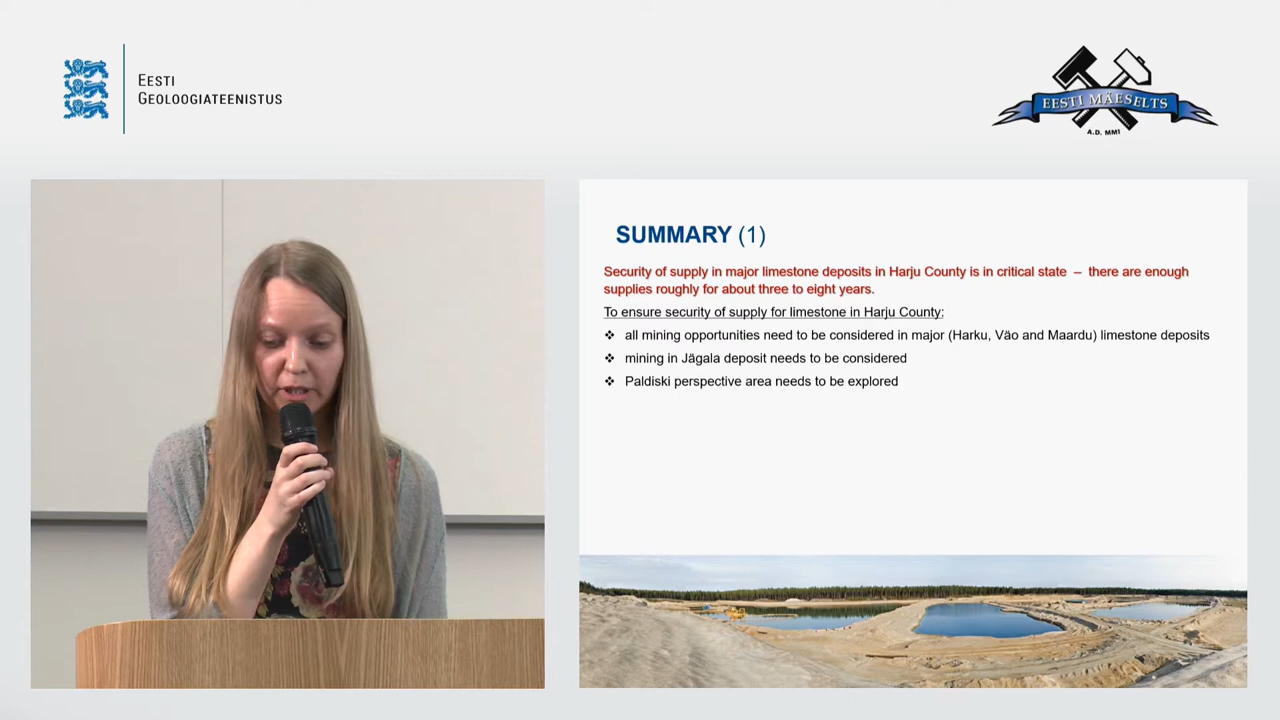 EESTI
GEOLOOGIATEENISTUS
EESTI MÄESELTS
A.D. MMI
SUMMARY (1)
Security of supply in major limestone deposits in Harju County is in critical state – there are enough
supplies roughly for about three to eight years.
To ensure security of supply for limestone in Harju County:
❖ all mining opportunities need to be considered in major (Harku, Väo and Maardu) limestone deposits
❖ mining in Jägala deposit needs to be considered
❖ Paldiski perspective area needs to be explored